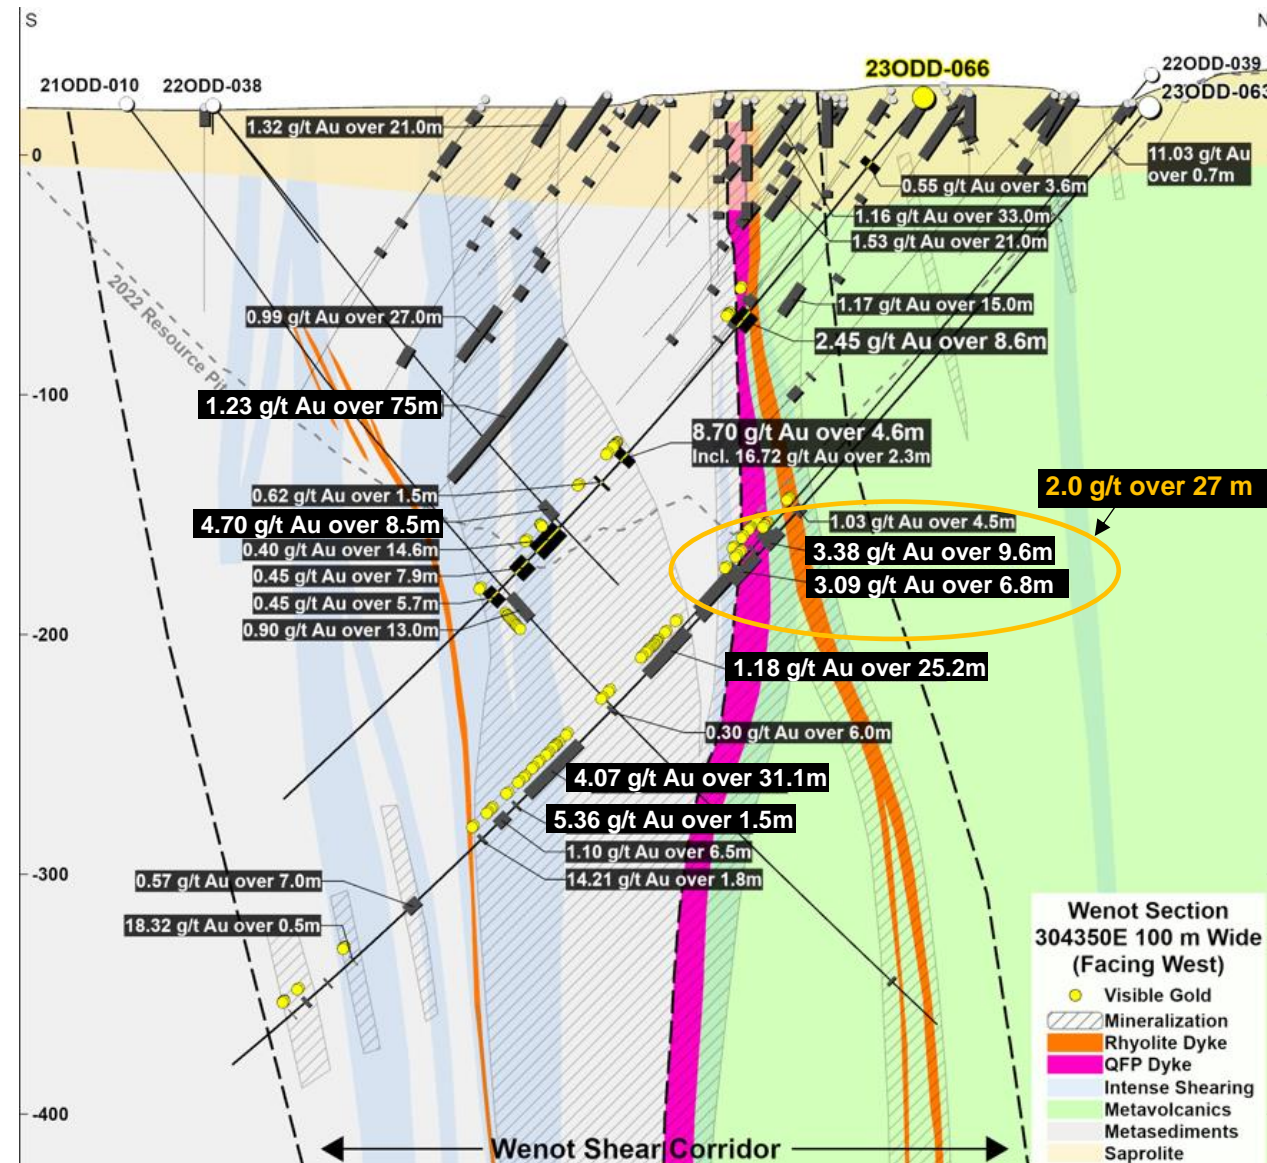 S
N
21ODD-010
22ODD-038
23ODD-066
22ODD-039
23ODD-063
1.32 g/t Au over 21.0m
0
11.03 g/t Au
over 0.7m
0.55 g/t Au over 3.6m
1.16 g/t Au over 33.0m
1.53 g/t Au over 21.0m
2022 Resource Pit
0.99 g/t Au over 27.0m
1.17 g/t Au over 15.0m
2.45 g/t Au over 8.6m
-100
1.23 g/t Au over 75m
8.70 g/t Au over 4.6m
Incl. 16.72 g/t Au over 2.3m
0.62 g/t Au over 1.5m
2.0 g/t over 27 m
4.70 g/t Au over 8.5m
1.03 g/t Au over 4.5m
0.40 g/t Au over 14.6m
3.38 g/t Au over 9.6m
0.45 g/t Au over 7.9m
3.09 g/t Au over 6.8m
0.45 g/t Au over 5.7m
0.90 g/t Au over 13.0m
-200
1.18 g/t Au over 25.2m
0.30 g/t Au over 6.0m
4.07 g/t Au over 31.1m
5.36 g/t Au over 1.5m
1.10 g/t Au over 6.5m
-300
14.21 g/t Au over 1.8m
0.57 g/t Au over 7.0m
18.32 g/t Au over 0.5m
Wenot Section
304350E 100 m Wide
(Facing West)
Visible Gold
Mineralization
Rhyolite Dyke
QFP Dyke
Intense Shearing
Metavolcanics
Metasediments
Saprolite
-400
Wenot Shear Corridor